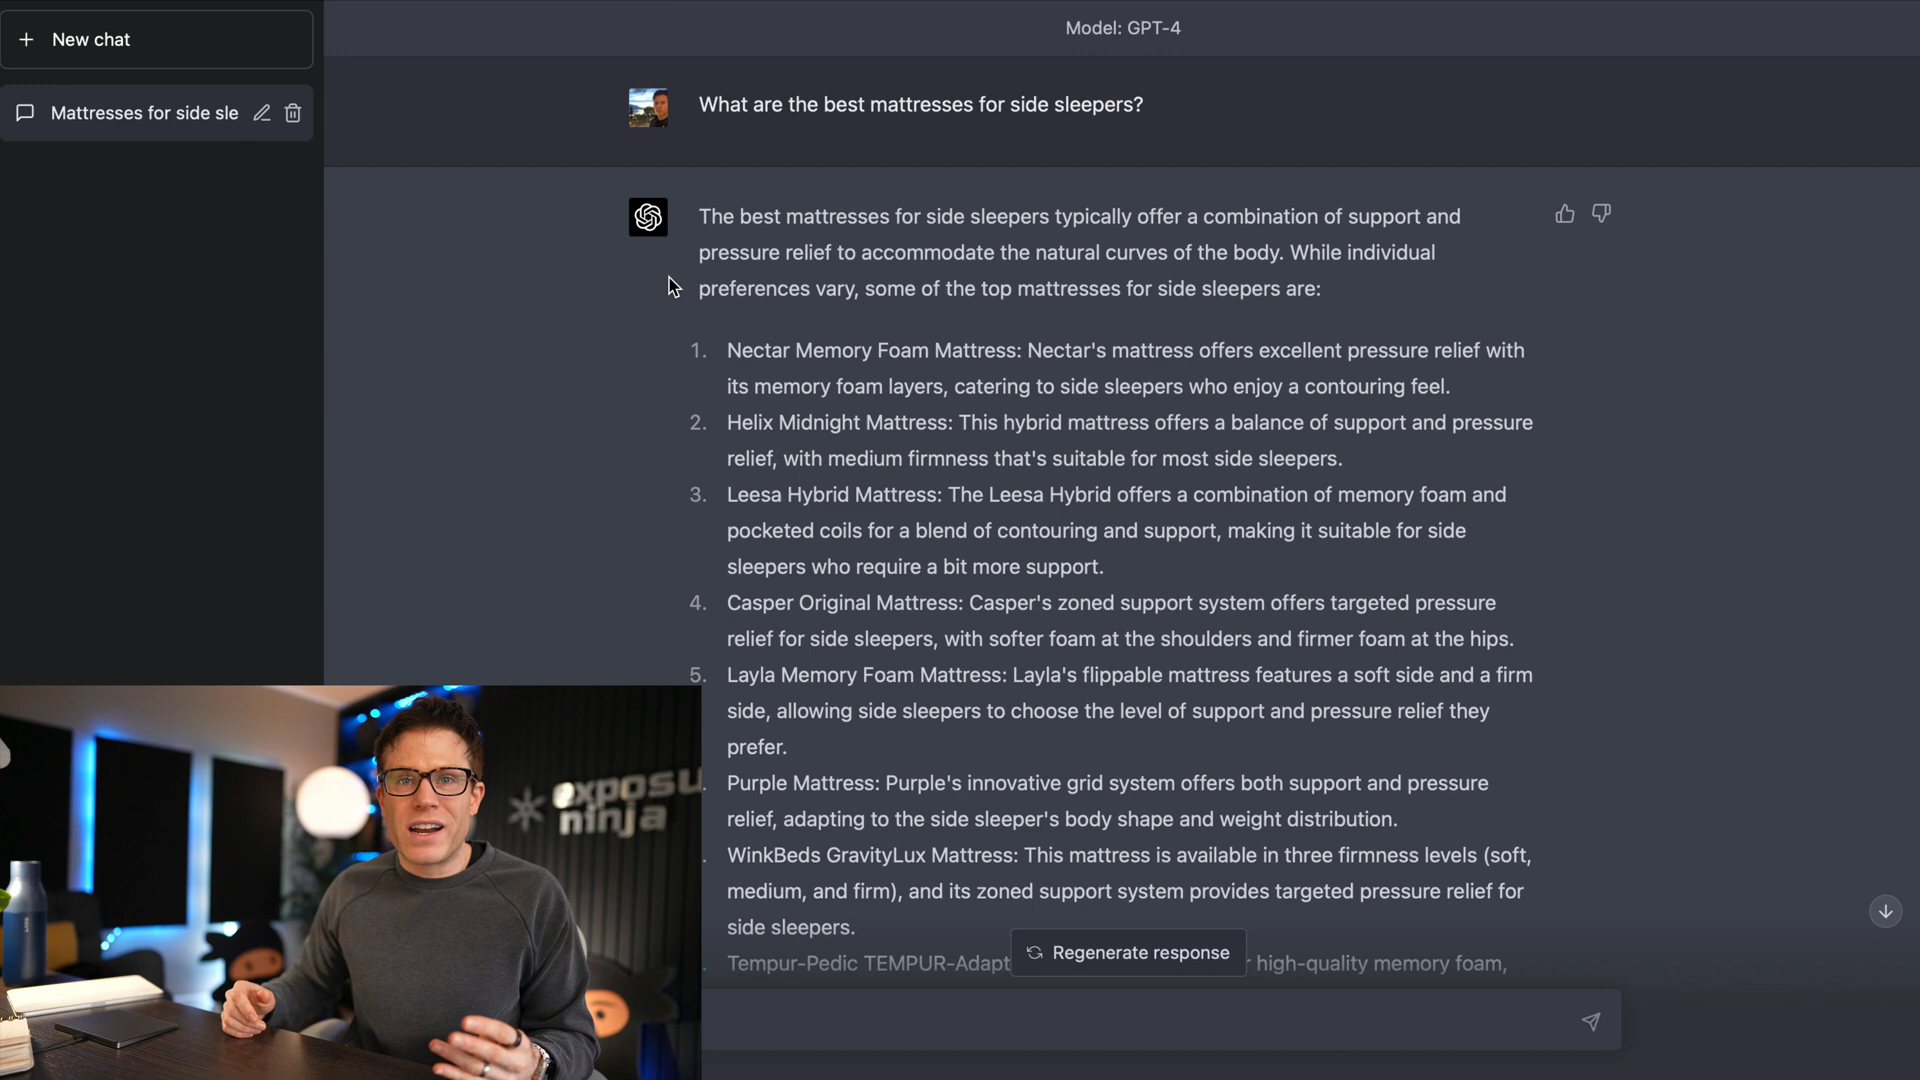 New chat
Model: GPT-4
Mattresses for side sle
What are the best mattresses for side sleepers?
The best mattresses for side sleepers typically offer a combination of support and
pressure relief to accommodate the natural curves of the body. While individual
preferences vary, some of the top mattresses for side sleepers are:
1. Nectar Memory Foam Mattress: Nectar's mattress offers excellent pressure relief with
its memory foam layers, catering to side sleepers who enjoy a contouring feel.
2. Helix Midnight Mattress: This hybrid mattress offers a balance of support and pressure
relief, with medium firmness that's suitable for most side sleepers.
3. Leesa Hybrid Mattress: The Leesa Hybrid offers a combination of memory foam and
pocketed coils for a blend of contouring and support, making it suitable for side
sleepers who require a bit more support.
4. Casper Original Mattress: Casper's zoned support system offers targeted pressure
relief for side sleepers, with softer foam at the shoulders and firmer foam at the hips.
5. Layla Memory Foam Mattress: Layla's flippable mattress features a soft side and a firm
side, allowing side sleepers to choose the level of support and pressure relief they
prefer.
Purple Mattress: Purple's innovative grid system offers both support and pressure
relief, adapting to the side sleeper's body shape and weight distribution.
WinkBeds GravityLux Mattress: This mattress is available in three firmness levels (soft,
medium, and firm), and its zoned support system provides targeted pressure relief for
side sleepers.
Tempur-Pedic TEMPUR-Adapt
high-quality memory foam,
Regenerate response
exposu
ninja